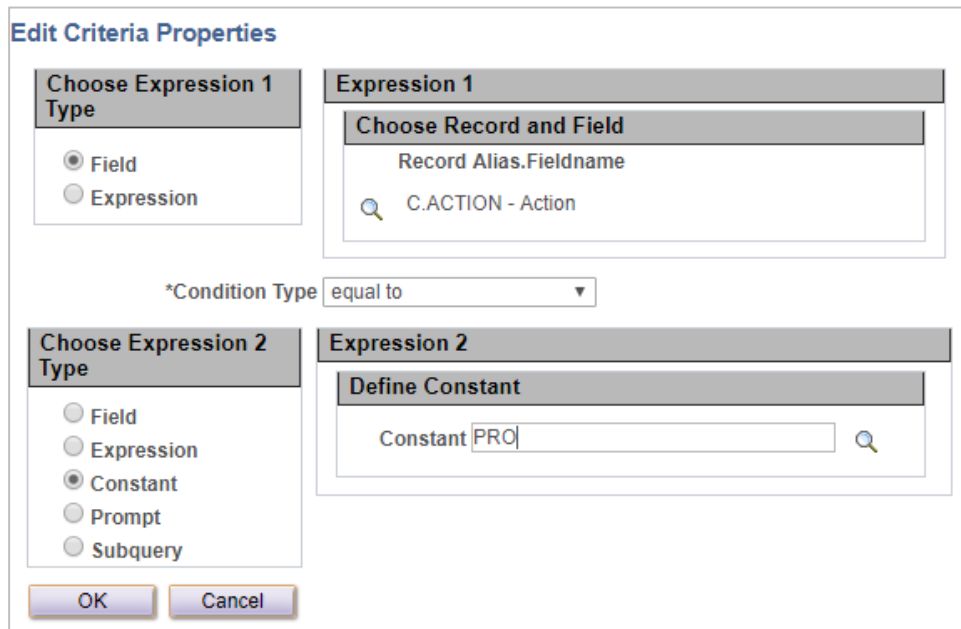 Edit Criteria Properties
Choose Expression 1
Type
Field
Expression
Expression 1
Choose Record and Field
Record Alias.Fieldname
C.ACTION - Action
*Condition Type equal to
Choose Expression 2
Type
Field
Expression
Constant
Prompt
Subquery
Expression 2
Define Constant
Constant PRO
OK Cancel